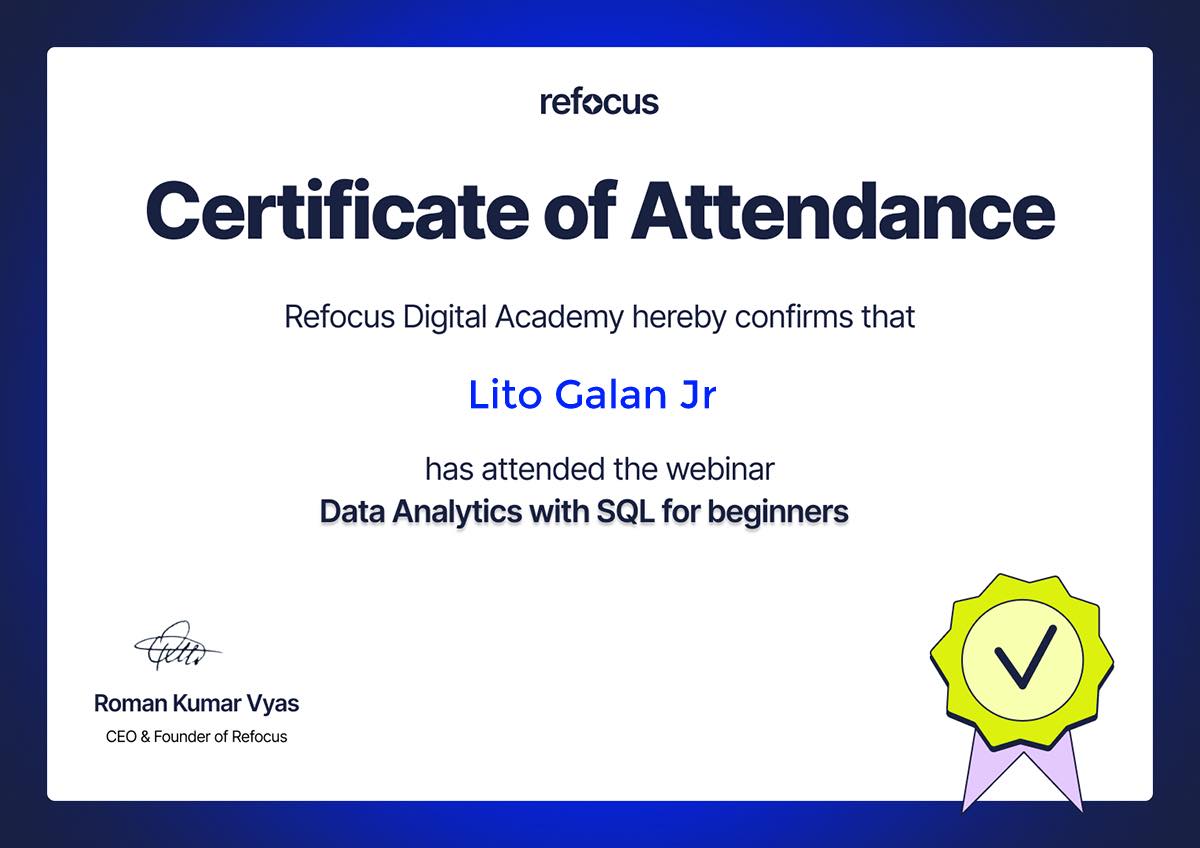 refocus
Certificate of Attendance
Refocus Digital Academy hereby confirms that
Lito Galan Jr
has attended the webinar
Data Analytics with SQL for beginners
Roman Kumar Vyas
CEO & Founder of Refocus